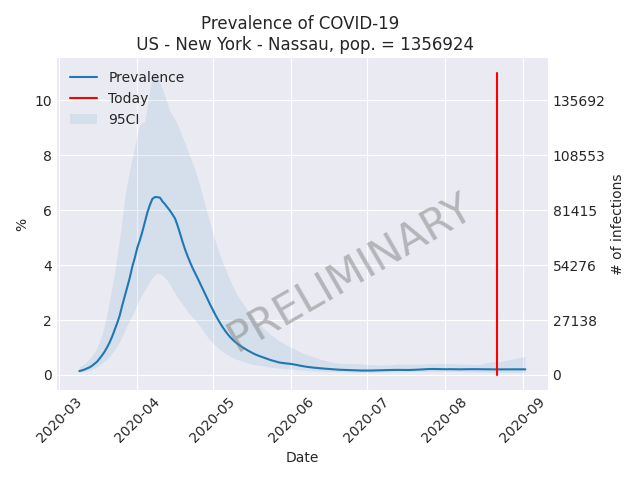 Prevalence of COVID-19
US - New York - Nassau, pop. = 1356924
Prevalence
Today
95CI
10
8
6
4
2
0
%
135692
108553
81415
54276
27138
0
# of infections
PRELIMINARY
2020-03
2020-04
2020-05
2020-06
2020-07
2020-08
2020-09
Date